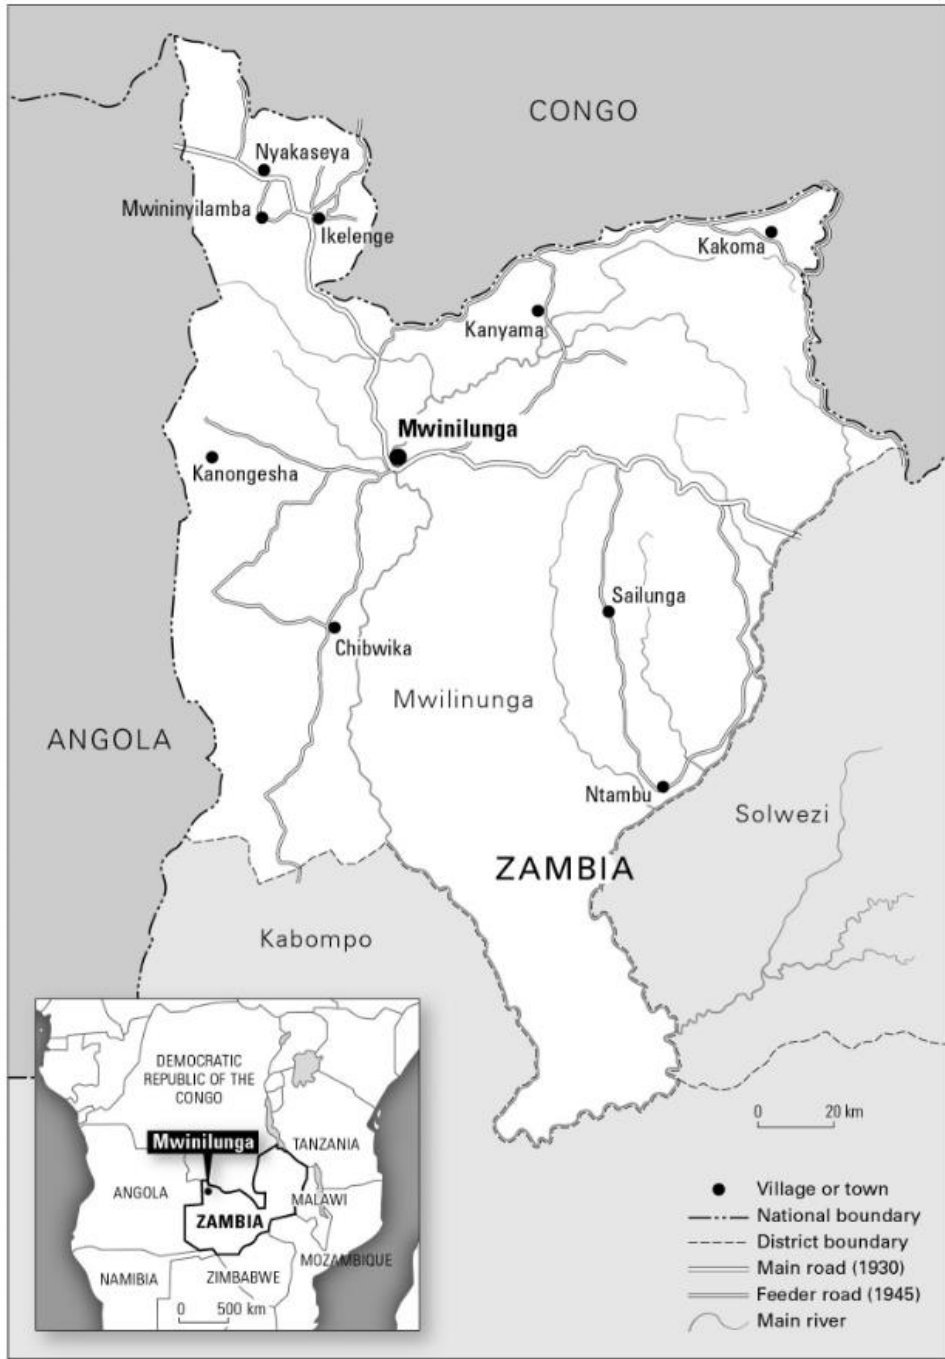 CONGO
Nyakaseya
Mwininyilamba
Ikelenge
Kakoma
Kanyama
Mwinilunga
Kanongesha
Sailunga
Chibwika
Mwilinunga
ANGOLA
Ntambu
Solwezi
ZAMBIA
Kabompo
DEMOCRATIC
REPUBLIC OF THE
CONGO
Mwinilunga
TANZANIA
ANGOLA
MALAWI
ZAMBIA
MOZAMBIQUE
NAMIBIA
ZIMBABWE
0 500 km
0 20 km
Village or town
National boundary
District boundary
Main road (1930)
Feeder road (1945)
Main river